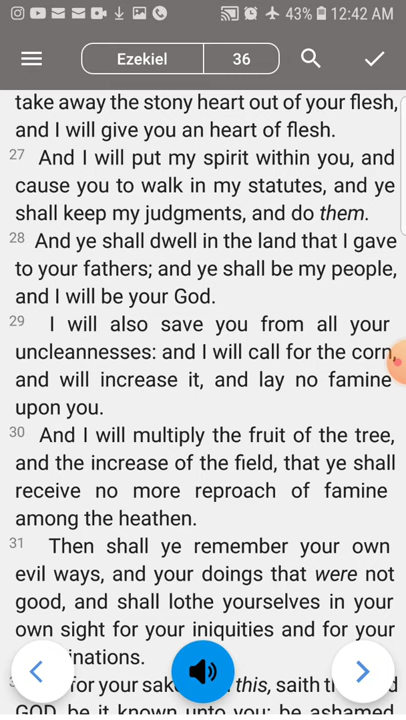 43% 12:42 AM
Ezekiel 36
take away the stony heart out of your flesh,
and I will give you an heart of flesh.
27 And I will put my spirit within you, and
cause you to walk in my statutes, and ye
shall keep my judgments, and do them.
28 And ye shall dwell in the land that I gave
to your fathers; and ye shall be my people,
and I will be your God.
29 I will also save you from all your
uncleannesses: and I will call for the corn,
and will increase it, and lay no famine
upon you.
30 And I will multiply the fruit of the tree,
and the increase of the field, that ye shall
receive no more reproach of famine
among the heathen.
31 Then shall ye remember your own
evil ways, and your doings that were not
good, and shall lothe yourselves in your
own sight for your iniquities and for your
inations.
for your this, saith
GOD, be it known unto you: be ashamed